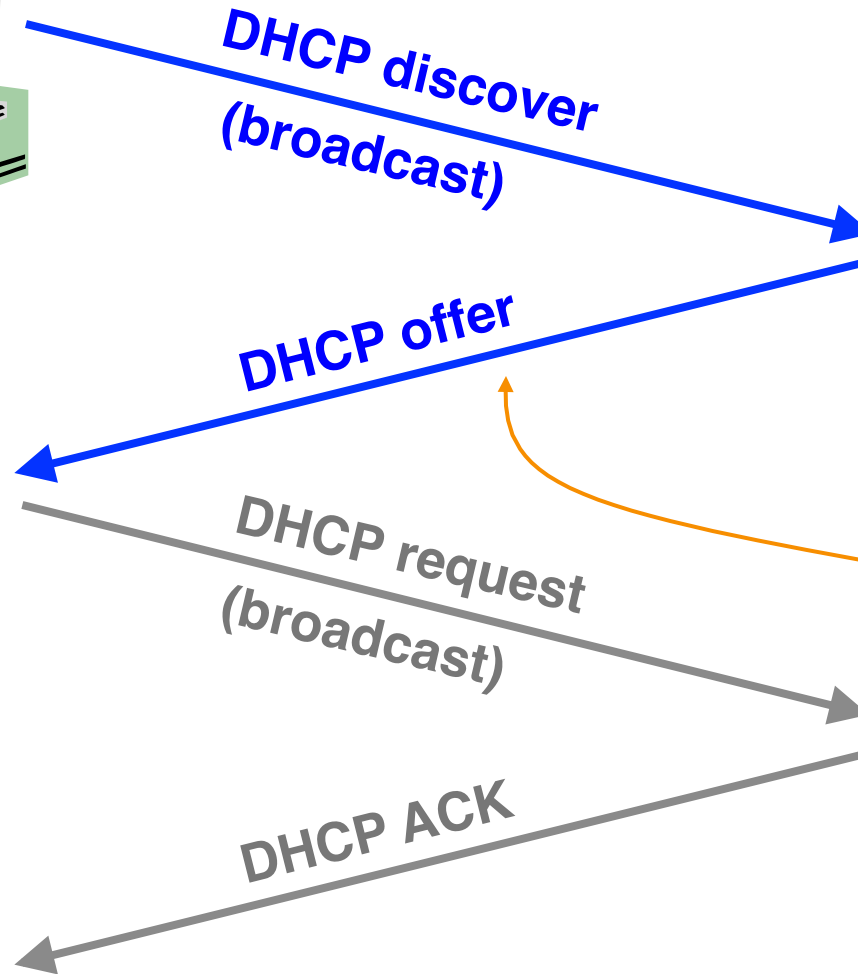 DHCP discover
(broadcast)
DHCP offer
DHCP request
(broadcast)
DHCP ACK